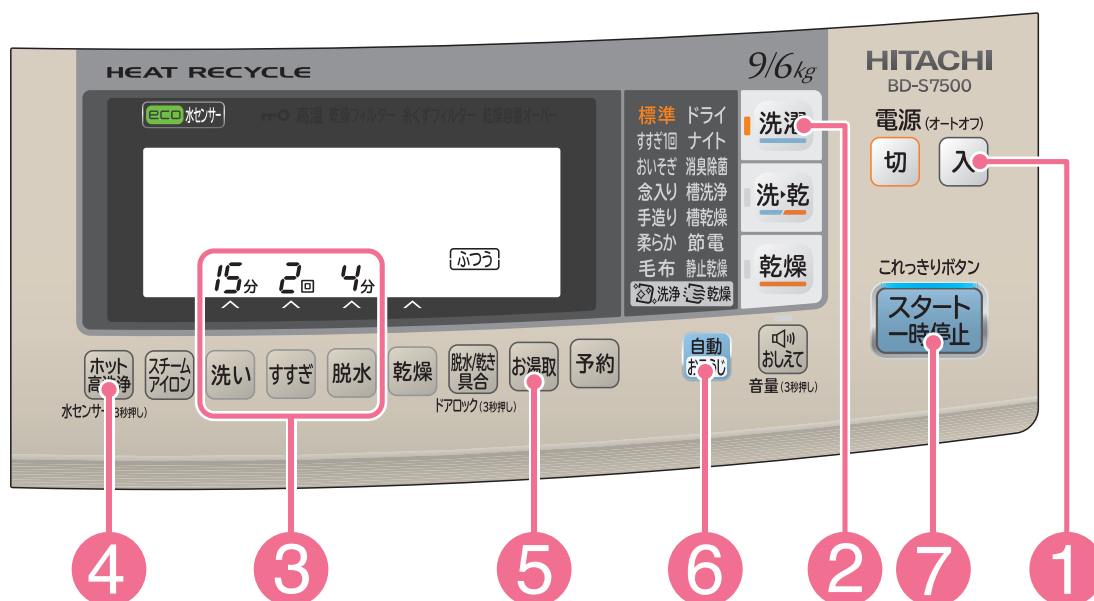 HEAT RECYCLE
9/6kg
HITACHI
BD-S7500
eco 水センサー
高温 乾燥フィルター 糸くずフィルター 乾燥容量オーバー
電源(オートオフ)
切 入
標準 ドライ
すすぎ1回 ナイト
おいそぎ 消臭除菌
念入り 槽洗浄
手造り 槽乾燥
柔らか 節電
毛布 静止乾燥
洗浄 乾燥
洗濯
洗・乾
乾燥
ふつう
15分 2回 4分
これっきりボタン
スタート
一時停止
ホット
高洗浄
水センサー(3秒押し)
スチーム
アイロン
洗い
すすぎ
脱水
乾燥
脱水/乾き
具合
ドアロック(3秒押し)
お湯取
予約
自動
おそうじ
おしえて
音量(3秒押し)
4 3 5 6 2 7 1